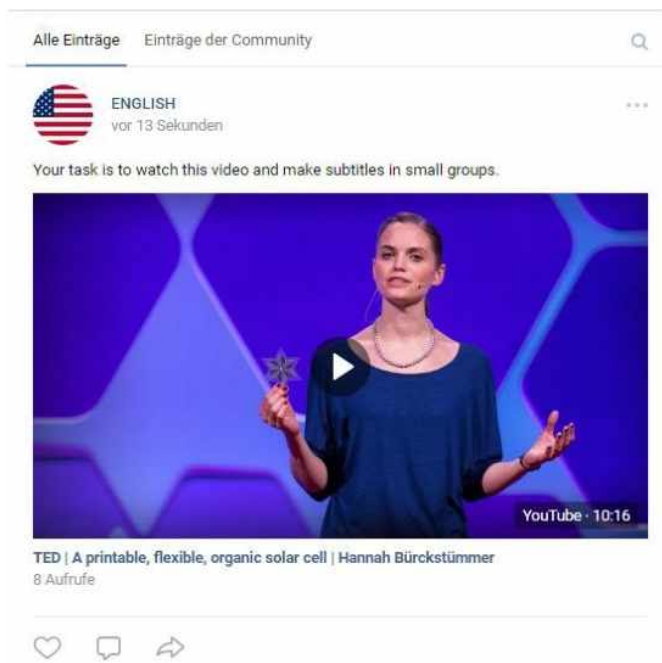 Alle Einträge Einträge der Community
ENGLISH
vor 13 Sekunden
Your task is to watch this video and make subtitles in small groups.
YouTube · 10:16
TED | A printable, flexible, organic solar cell | Hannah Bürckstümmer
8 Aufrufe